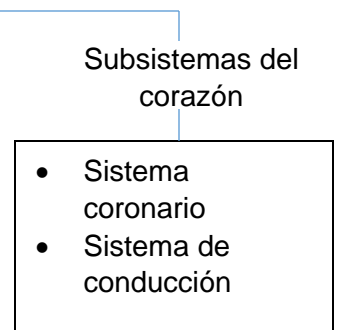 Subsistemas del
corazón
• Sistema
coronario
• Sistema de
conducción